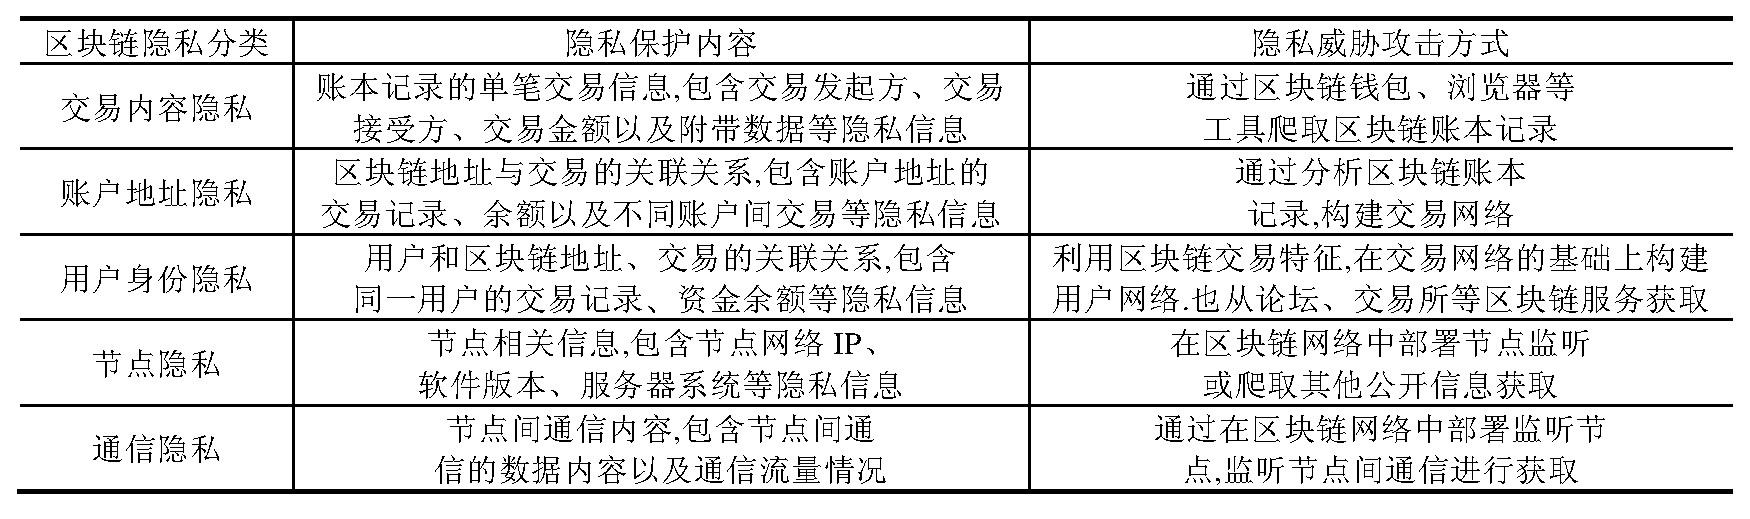 区块链隐私分类 隐私保护内容 隐私威胁攻击方式
交易内容隐私
账本记录的单笔交易信息,包含交易发起方、交易
接受方、交易金额以及附带数据等隐私信息
通过区块链钱包、浏览器等
工具爬取区块链账本记录
账户地址隐私
区块链地址与交易的关联关系,包含账户地址的
交易记录、余额以及不同账户间交易等隐私信息
通过分析区块链账本
记录,构建交易网络
用户身份隐私
用户和区块链地址、交易的关联关系,包含
同一用户的交易记录、资金余额等隐私信息
利用区块链交易特征,在交易网络的基础上构建
用户网络.也从论坛、交易所等区块链服务获取
节点隐私
节点相关信息,包含节点网络 IP、
软件版本、服务器系统等隐私信息
在区块链网络中部署节点监听
或爬取其他公开信息获取
通信隐私
节点间通信内容,包含节点间通
信的数据内容以及通信流量情况
通过在区块链网络中部署监听节
点,监听节点间通信进行获取